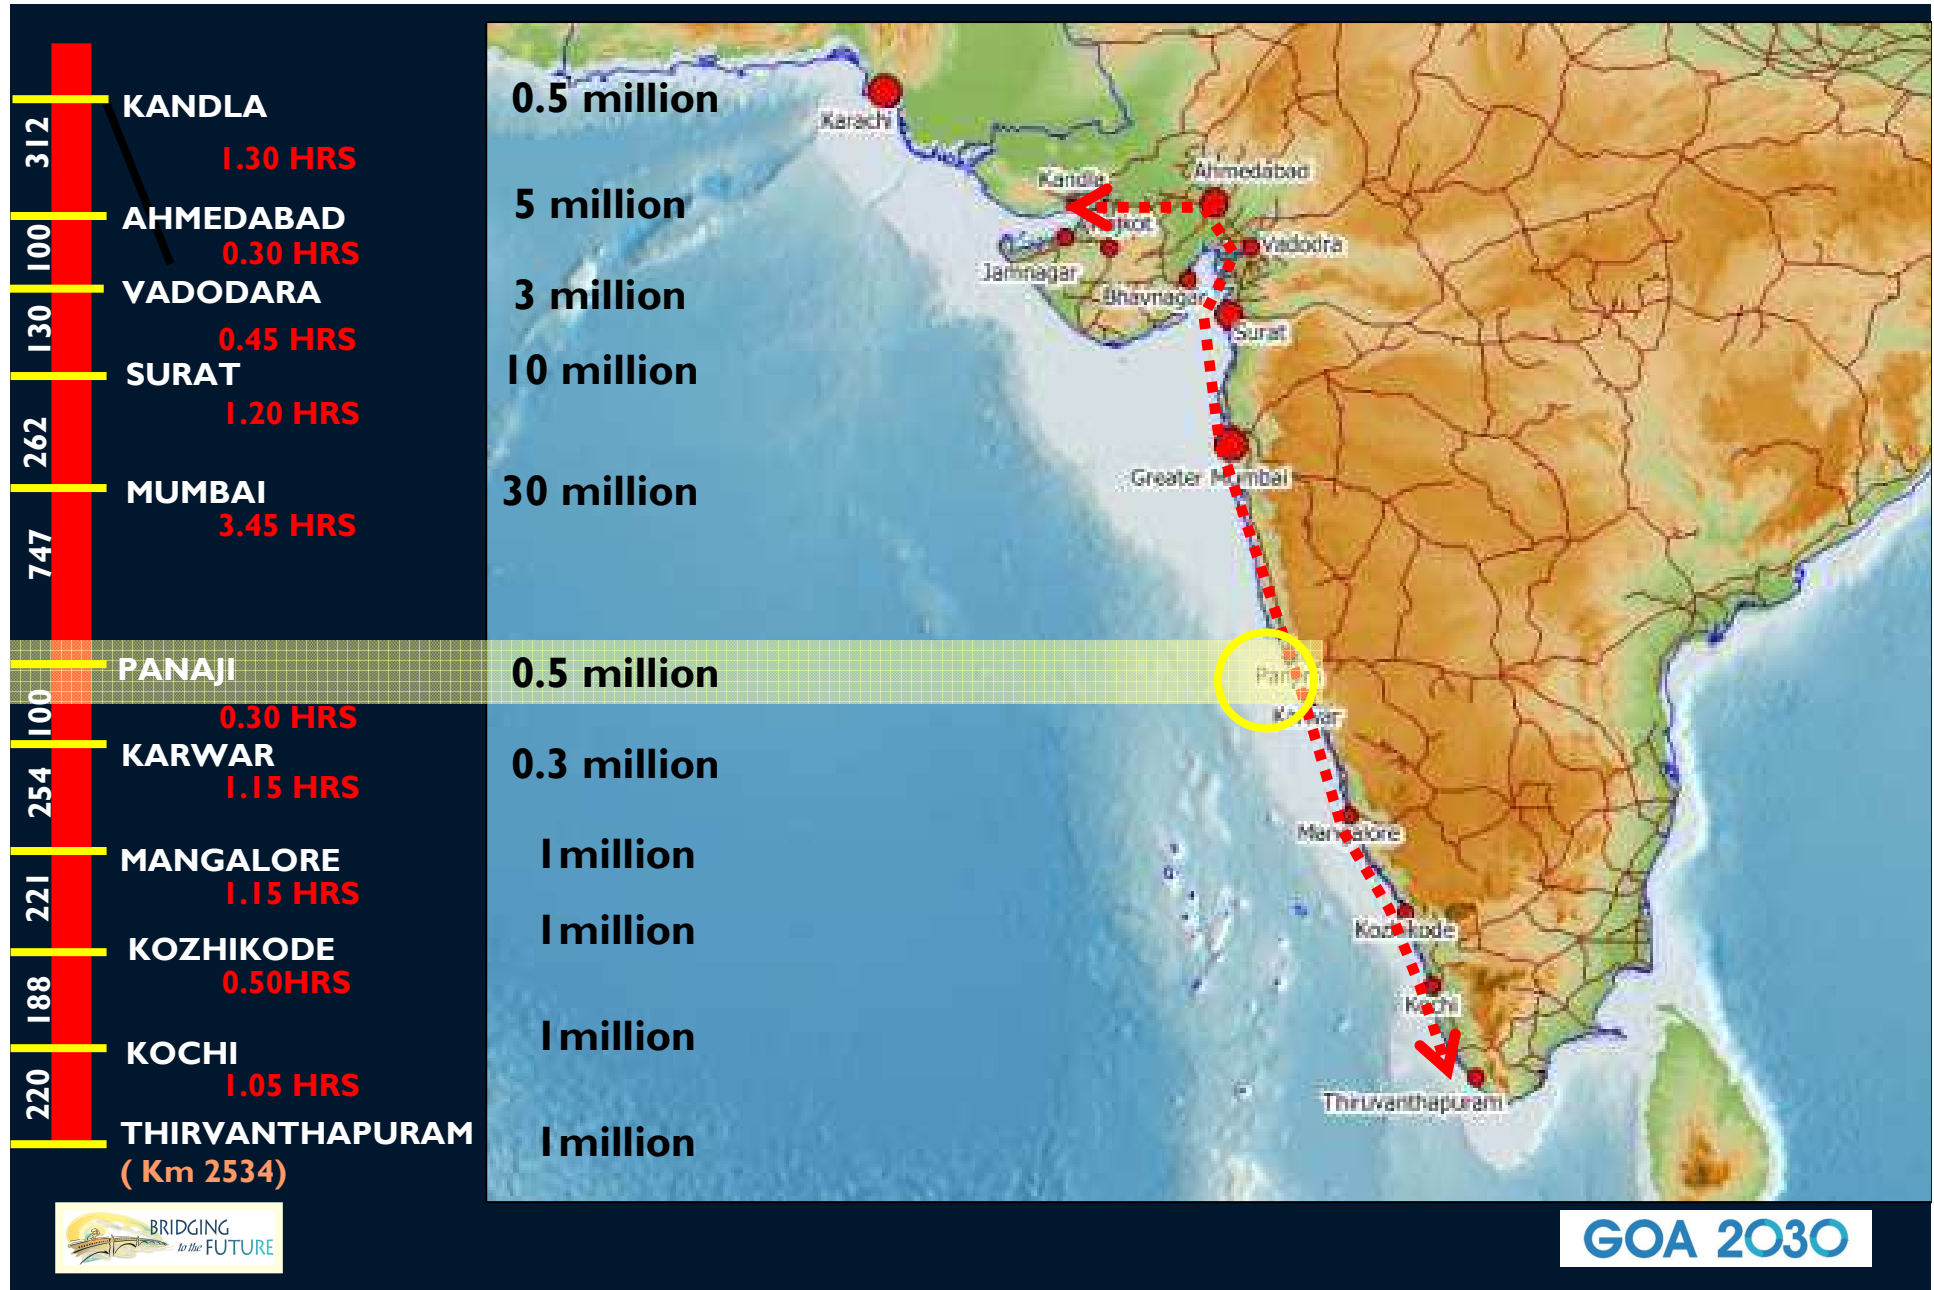 KANDLA
312
1.30 HRS
AHMEDABAD
100
0.30 HRS
VADODARA
130
0.45 HRS
SURAT
262
1.20 HRS
MUMBAI
747
3.45 HRS
PANAJI
100
0.30 HRS
KARWAR
254
1.15 HRS
MANGALORE
221
1.15 HRS
KOZHIKODE
188
0.50HRS
KOCHI
220
1.05 HRS
THIRVANTHAPURAM
( Km 2534)
0.5 million
5 million
3 million
10 million
30 million
0.5 million
0.3 million
1 million
1 million
1 million
1 million
Karachi
Kandla
Ahmedabad
Vadodra
Jamnagar
Bhavnagar
Surat
Greater Mumbai
Karwar
Mangalore
Kozhikode
Kochi
Thiruvanthapuram
BRIDGING
to the FUTURE
GOA 2030